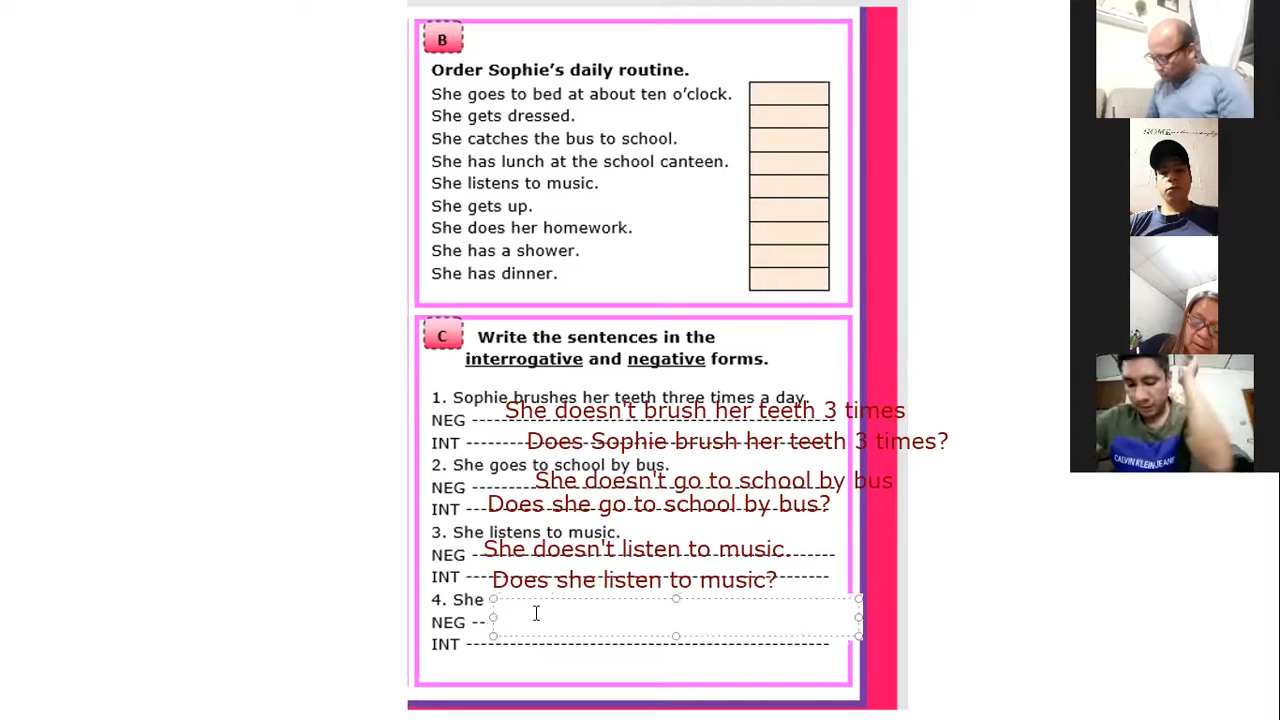 B
Order Sophie's daily routine.
She goes to bed at about ten o'clock.
She gets dressed.
She catches the bus to school.
She has lunch at the school canteen.
She listens to music.
She gets up.
She does her homework.
She has a shower.
She has dinner.
C
Write the sentences in the
interrogative and negative forms.
1. Sophie brushes her teeth three times a day.
NEG She doesn't brush her teeth 3 times
INT Does Sophie brush her teeth 3 times?
2. She goes to school by bus.
NEG She doesn't go to school by bus
INT Does she go to school by bus?
3. She listens to music.
NEG She doesn't listen to music.
INT Does she listen to music?
4. She
NEG
INT
HOME
CALVIN KLEIN JEANS